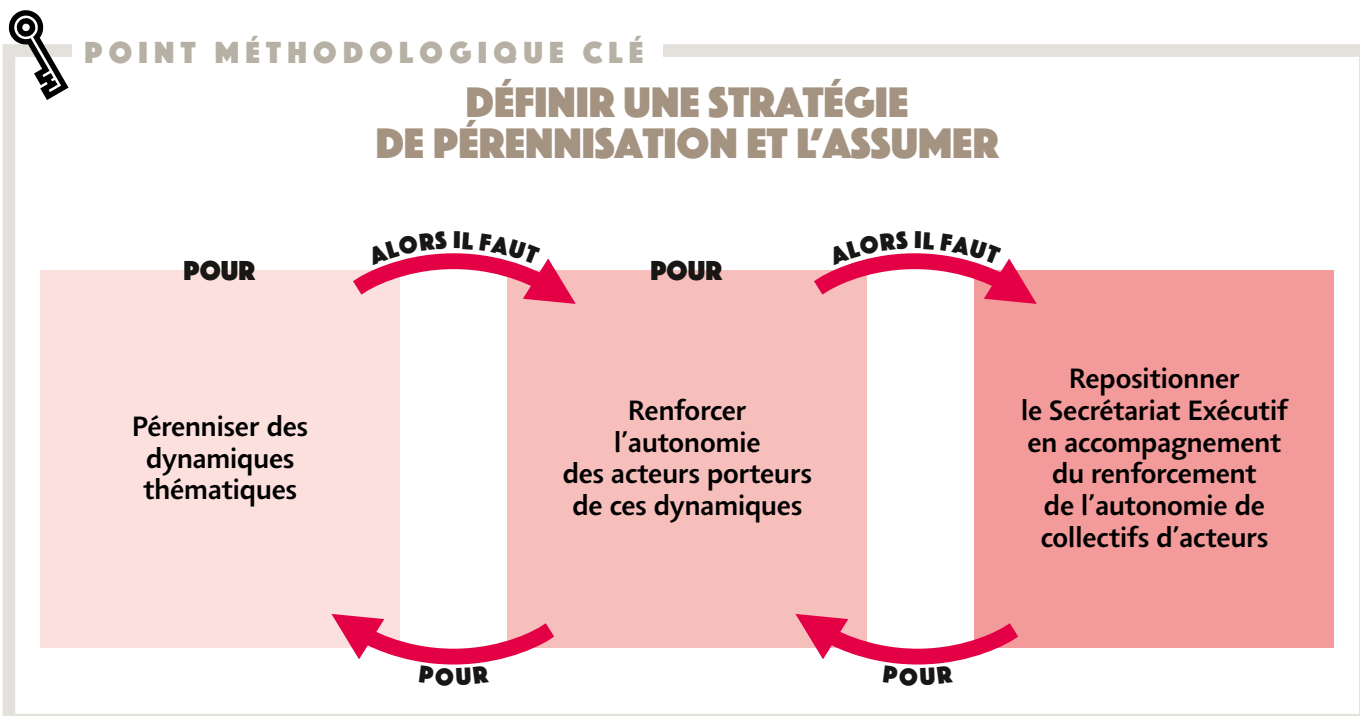 POINT MÉTHODOLOGIQUE CLÉ
DÉFINIR UNE STRATÉGIE
DE PÉRENNISATION ET L'ASSUMER
POUR
ALORS IL FAUT
POUR
ALORS IL FAUT
Pérenniser des
dynamiques
thématiques
Renforcer
l'autonomie
des acteurs porteurs
de ces dynamiques
Repositionner
le Secrétariat Exécutif
en accompagnement
du renforcement
de l'autonomie de
collectifs d'acteurs
POUR
POUR